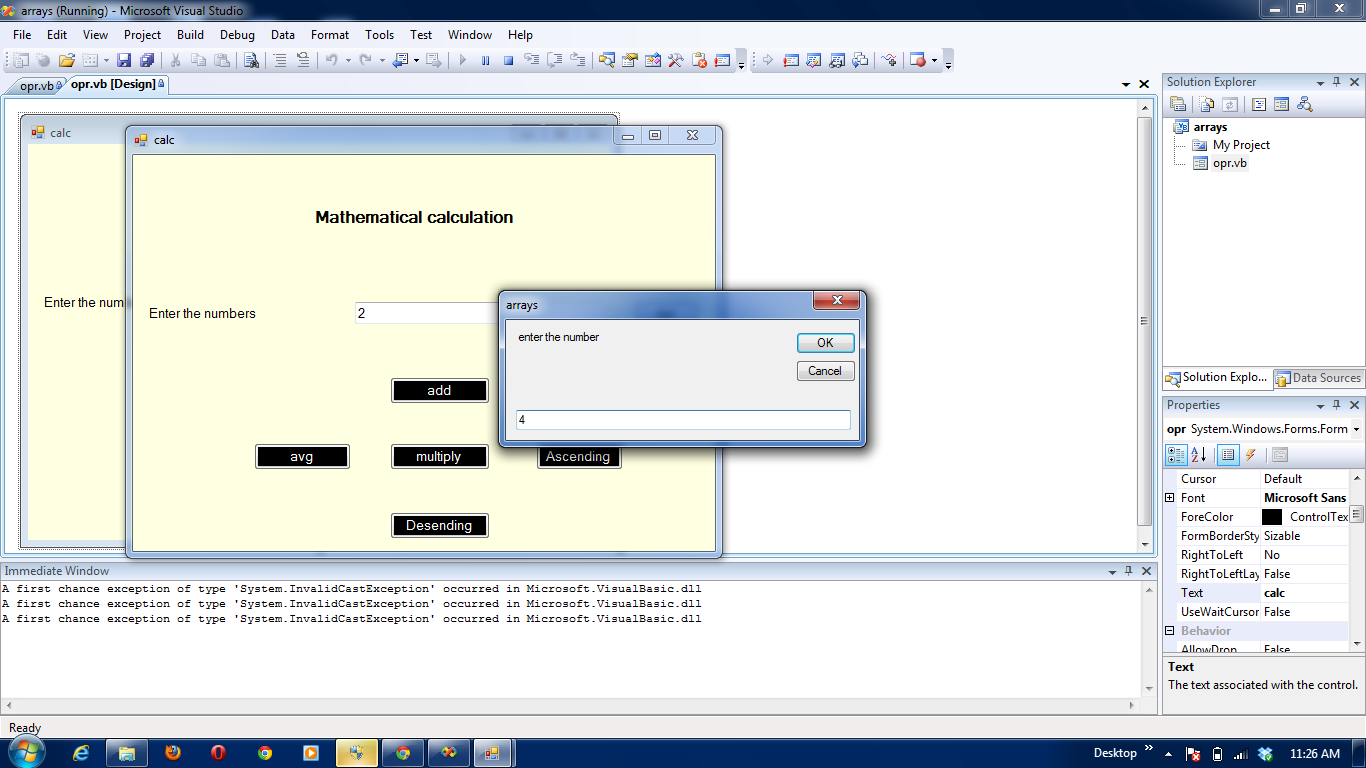 arrays (Running) - Microsoft Visual Studio
File Edit View Project Build Debug Data Format Tools Test Window Help
opr.vb opr.vb [Design]
calc
calc
Mathematical calculation
Enter the num
Enter the numbers 2
add
avg multiply Ascending
Desending
arrays
enter the number
OK
Cancel
4
Solution Explorer
arrays
My Project
opr.vb
Solution Explo... Data Sources
Properties
opr System.Windows.Forms.Form
Cursor Default
Font Microsoft Sans
ForeColor ControlTex
FormBorderSty Sizable
RightToLeft No
RightToLeftLay False
Text calc
UseWaitCursor False
Behavior
AllowDrop False
Text
The text associated with the control.
Immediate Window
A first chance exception of type 'System.InvalidCastException' occurred in Microsoft.VisualBasic.dll
A first chance exception of type 'System.InvalidCastException' occurred in Microsoft.VisualBasic.dll
A first chance exception of type 'System.InvalidCastException' occurred in Microsoft.VisualBasic.dll
Ready
Desktop 11:26 AM